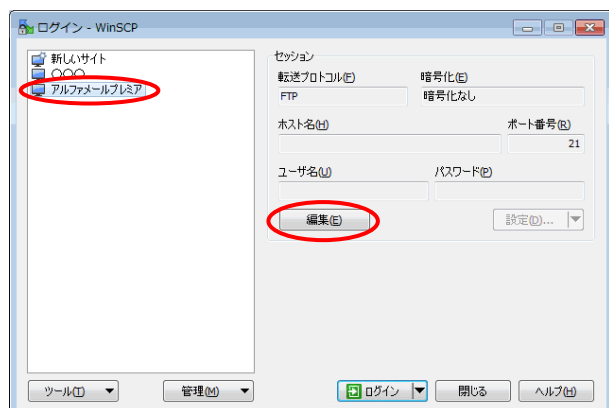 ログイン - WinSCP
新しいサイト
〇〇〇
アルファメールプレミア
セッション
転送プロトコル(F)
暗号化(E)
FTP
暗号化なし
ホスト名(H)
ポート番号(R)
21
ユーザ名(U)
パスワード(P)
編集(E)
設定(D)...
ツール(T)
管理(M)
ログイン
閉じる
ヘルプ(H)